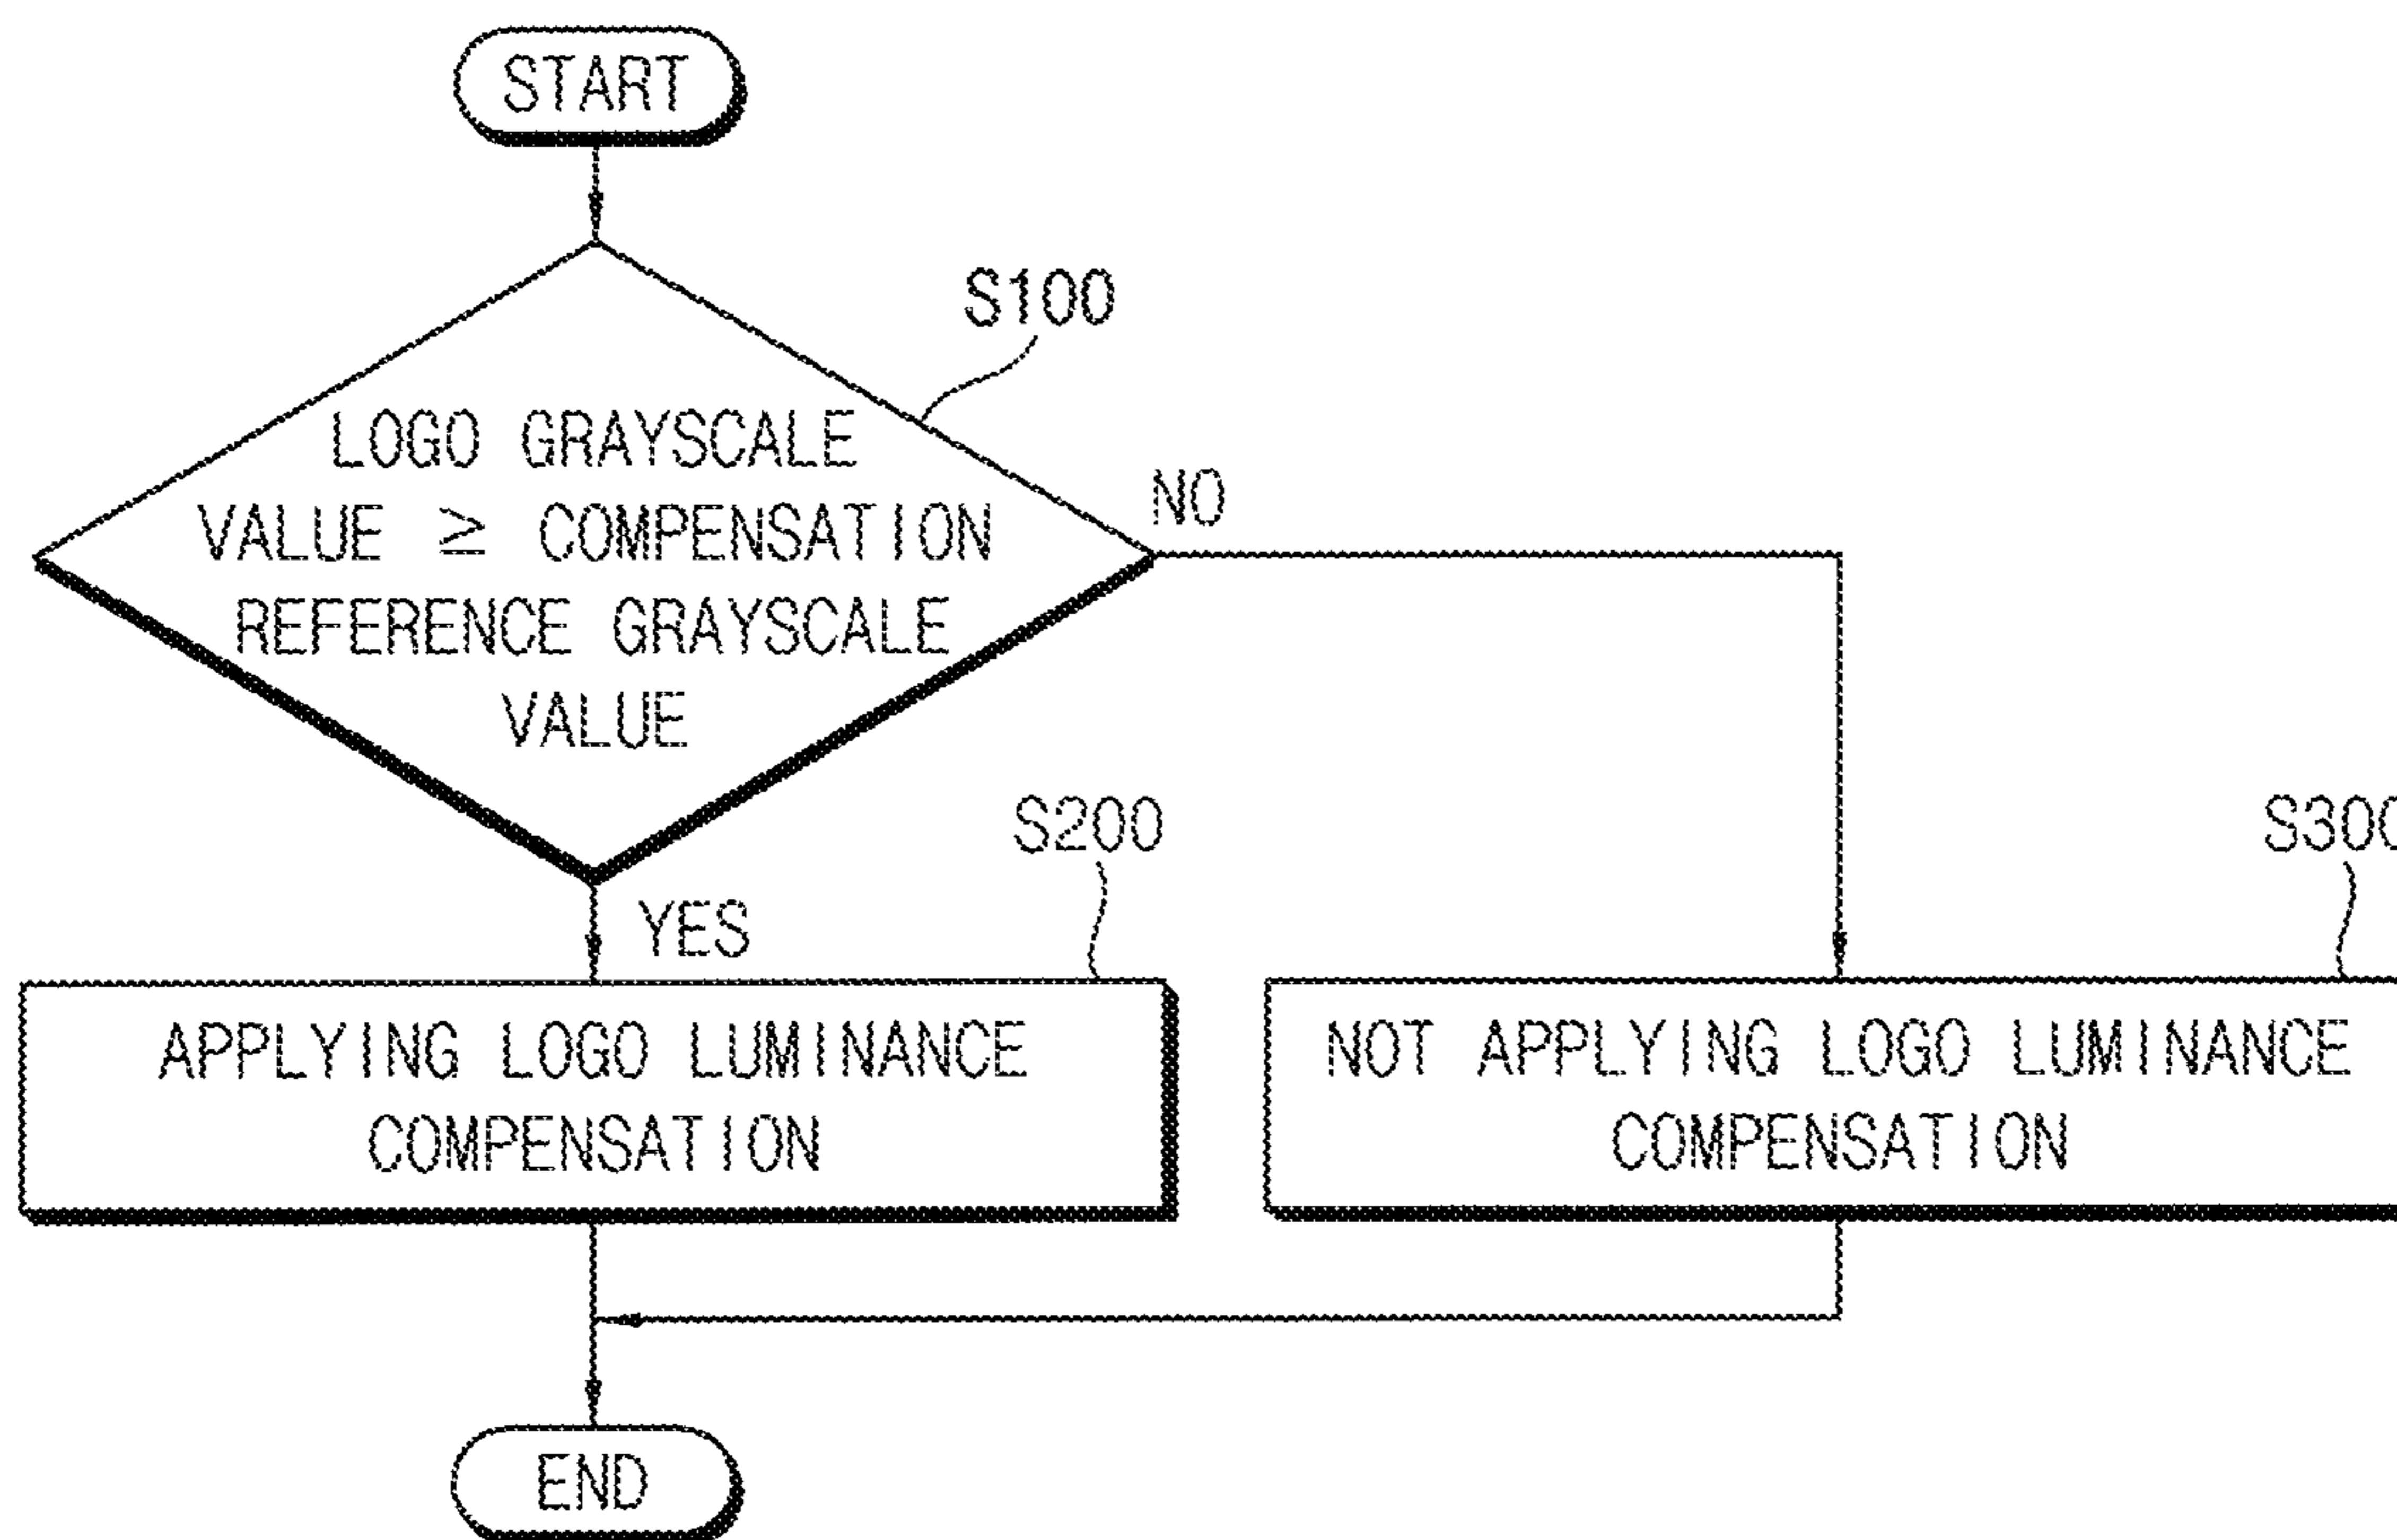 START
S100
LOGO GRAYSCALE
VALUE ≥ COMPENSATION
REFERENCE GRAYSCALE
VALUE
NO
YES
S200
S300
APPLYING LOGO LUMINANCE
COMPENSATION
NOT APPLYING LOGO LUMINANCE
COMPENSATION
END